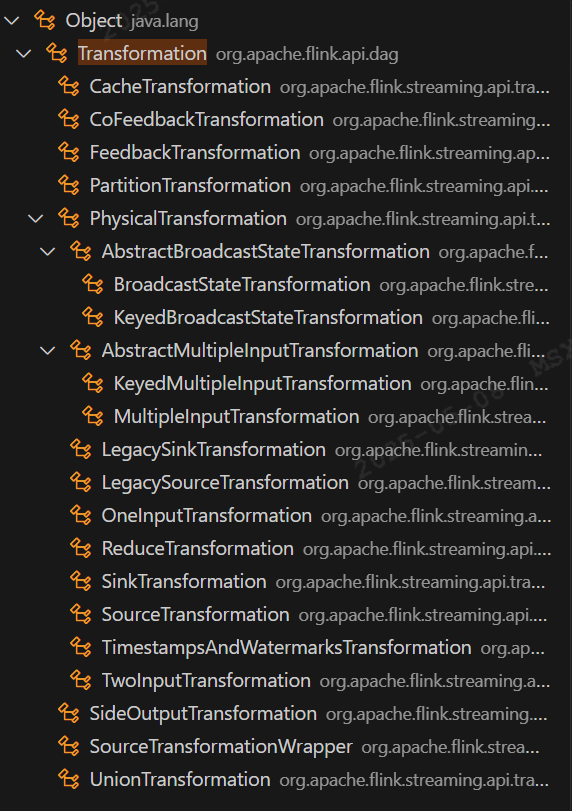 Object java.lang
Transformation org.apache.flink.api.dag
CacheTransformation org.apache.flink.streaming.api.tra...
CoFeedbackTransformation org.apache.flink.streaming...
FeedbackTransformation org.apache.flink.streaming.ap...
PartitionTransformation org.apache.flink.streaming.api....
PhysicalTransformation org.apache.flink.streaming.api.t...
AbstractBroadcastStateTransformation org.apache.f...
BroadcastStateTransformation org.apache.flink.stre...
KeyedBroadcastStateTransformation org.apache.fli...
AbstractMultipleInputTransformation org.apache.fli...
KeyedMultipleInputTransformation org.apache.flin...
MultipleInputTransformation org.apache.flink.strea...
LegacySinkTransformation org.apache.flink.streamin...
LegacySourceTransformation org.apache.flink.stream...
OneInputTransformation org.apache.flink.streaming.a...
ReduceTransformation org.apache.flink.streaming.api....
SinkTransformation org.apache.flink.streaming.api.tra...
SourceTransformation org.apache.flink.streaming.api....
TimestampsAndWatermarksTransformation org.ap...
TwoInputTransformation org.apache.flink.streaming.a...
SideOutputTransformation org.apache.flink.streaming....
SourceTransformationWrapper org.apache.flink.strea...
UnionTransformation org.apache.flink.streaming.api.tra...